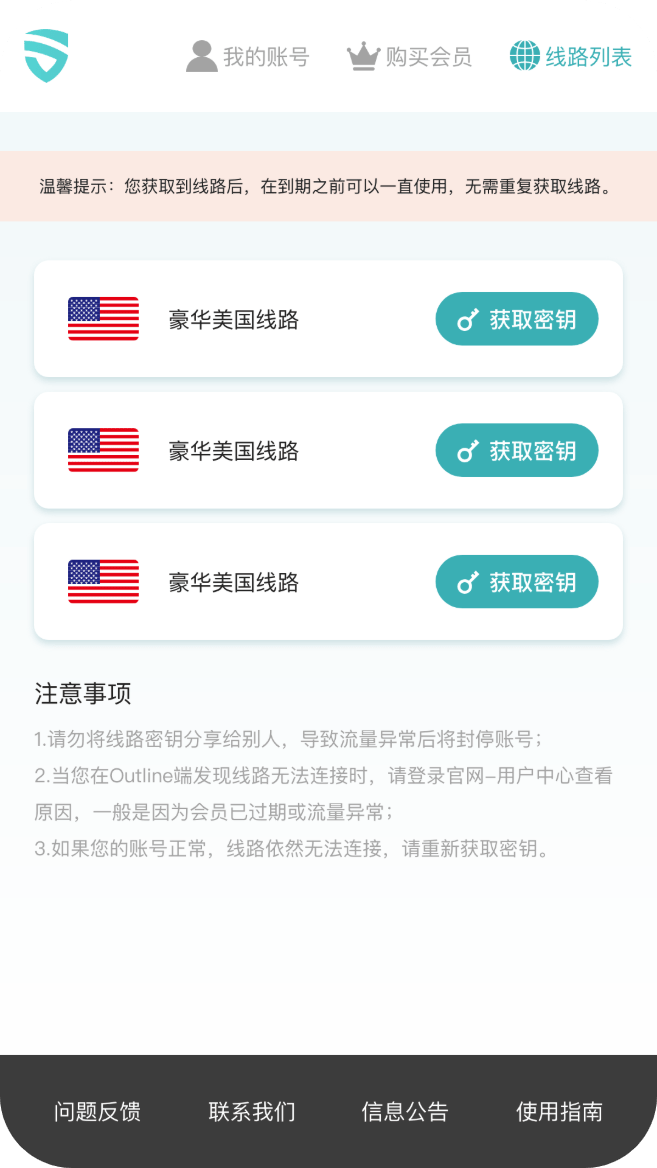 我的账号 购买会员 线路列表
温馨提示：您获取到线路后，在到期之前可以一直使用，无需重复获取线路。
豪华美国线路 获取密钥
豪华美国线路 获取密钥
豪华美国线路 获取密钥
注意事项
1.请勿将线路密钥分享给别人，导致流量异常后将封停账号；
2.当您在Outline端发现线路无法连接时，请登录官网-用户中心查看
原因，一般是因为会员已过期或流量异常；
3.如果您的账号正常，线路依然无法连接，请重新获取密钥。
问题反馈 联系我们 信息公告 使用指南